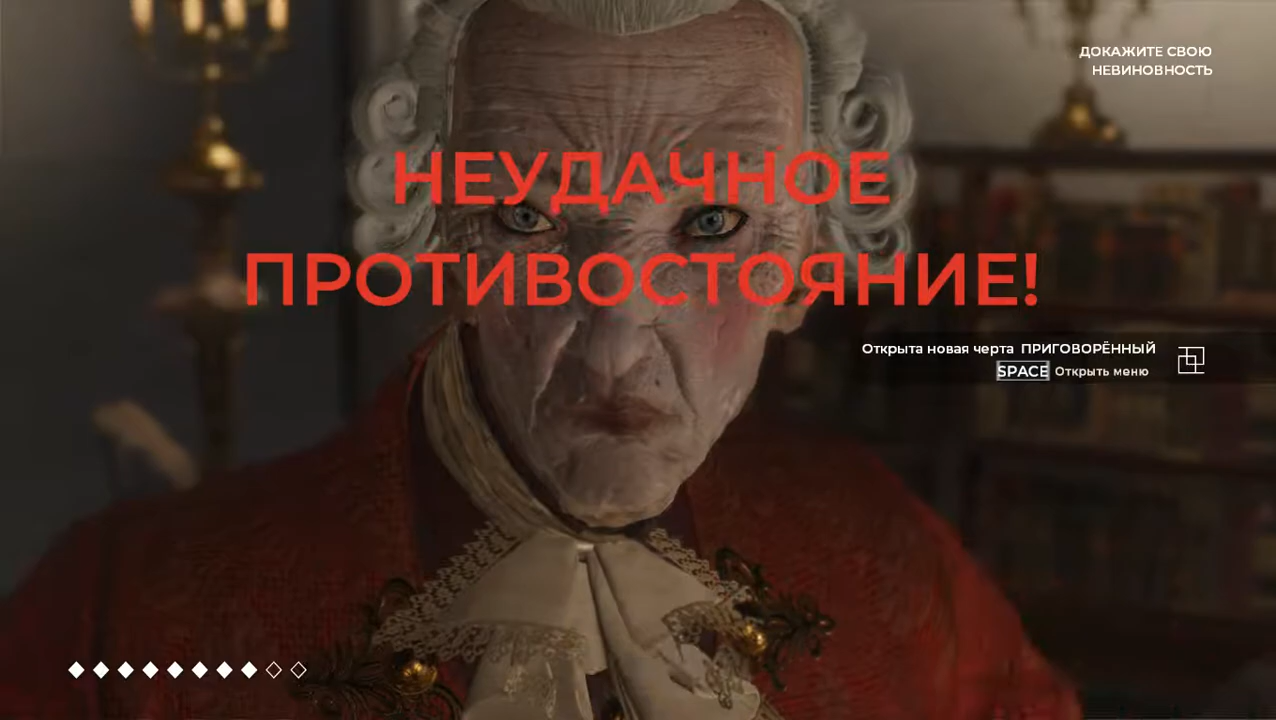 ДОКАЖИТЕ СВОЮ
НЕВИНОВНОСТЬ
НЕУДАЧНОЕ
ПРОТИВОСТОЯНИЕ!
Открыта новая черта ПРИГОВОРЁННЫЙ
SPACE Открыть меню